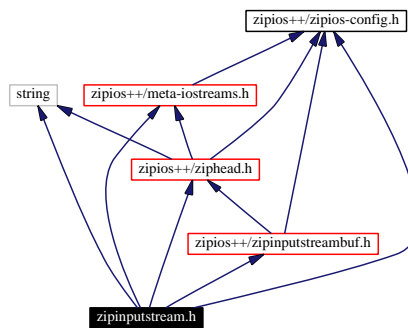 zipios++/zipios-config.h
string
zipios++/meta-iostreams.h
zipios++/ziphead.h
zipios++/zipinputstreambuf.h
zipinputstream.h